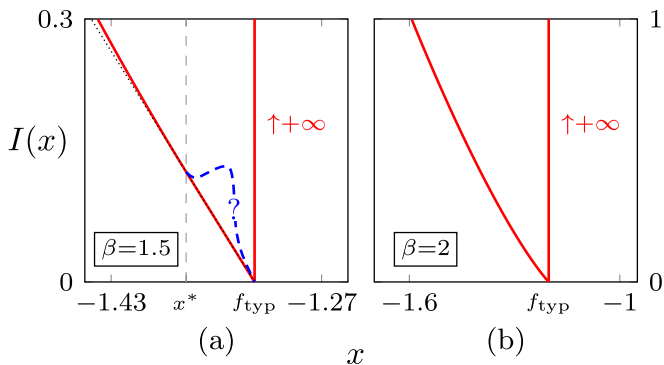 0.3
I(x)
0
↑+∞
?
β=1.5
−1.43
x*
f_typ
−1.27
(a)
x
↑+∞
β=2
1
0
−1.6
f_typ
−1
(b)